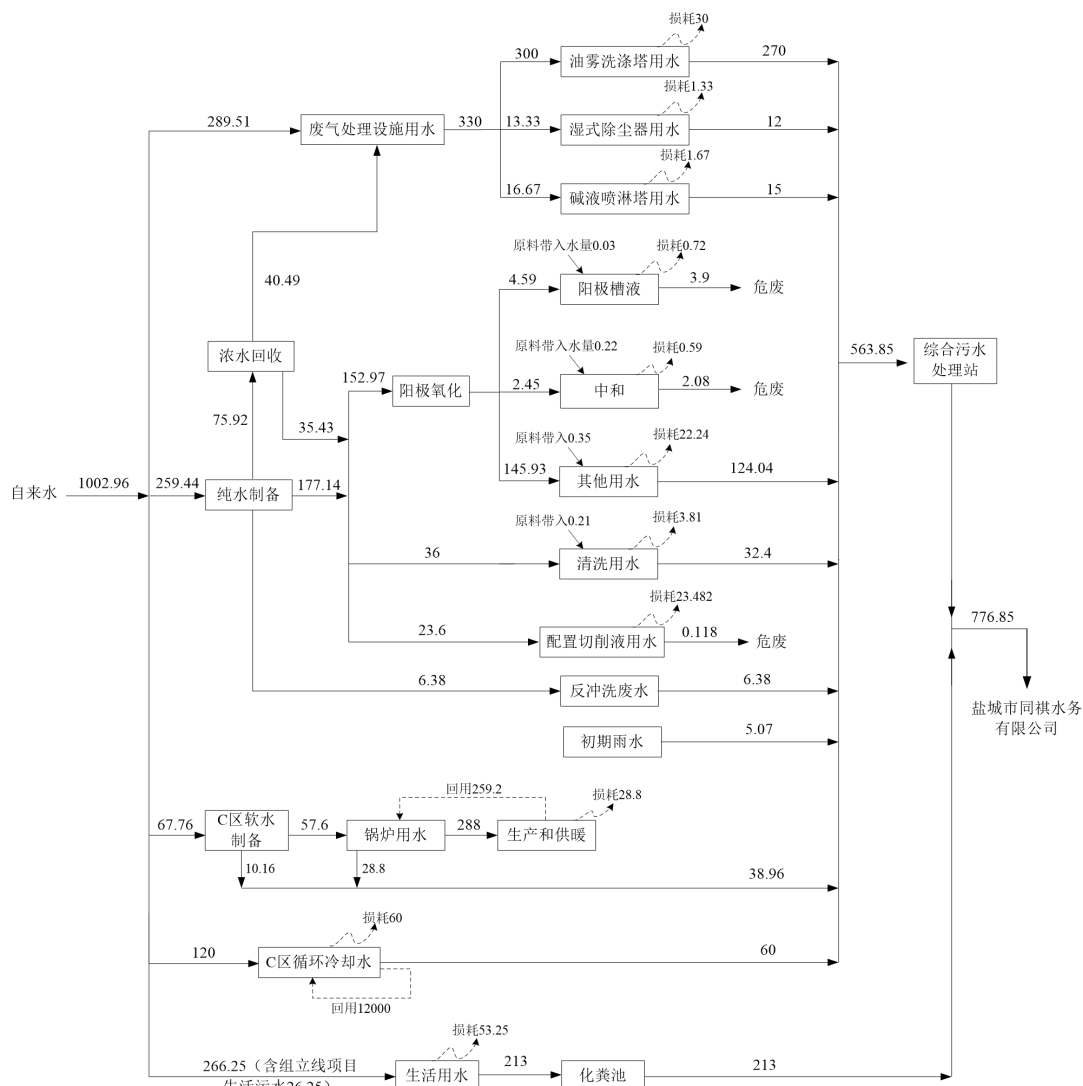 损耗30
300
油雾洗涤塔用水
270
损耗1.33
289.51
废气处理设施用水
330
13.33
湿式除尘器用水
12
损耗1.67
16.67
碱液喷淋塔用水
15
原料带入水量0.03
损耗0.72
40.49
4.59
阳极槽液
3.9
危废
浓水回收
原料带入水量0.22
损耗0.59
563.85
综合污水
处理站
152.97
阳极氧化
2.45
中和
2.08
危废
75.92
35.43
原料带入0.35
损耗22.24
自来水
1002.96
259.44
纯水制备
177.14
145.93
其他用水
124.04
原料带入0.21
损耗3.81
36
清洗用水
32.4
损耗23.482
23.6
配置切削液用水
0.118
危废
776.85
6.38
反冲洗废水
6.38
盐城市同祺水务
有限公司
初期雨水
5.07
回用259.2
损耗28.8
67.76
C区软水
制备
57.6
锅炉用水
288
生产和供暖
10.16
28.8
38.96
损耗60
120
C区循环冷却水
60
回用12000
损耗53.25
266.25（含组立线项目
生活污水26.25）
生活用水
213
化粪池
213